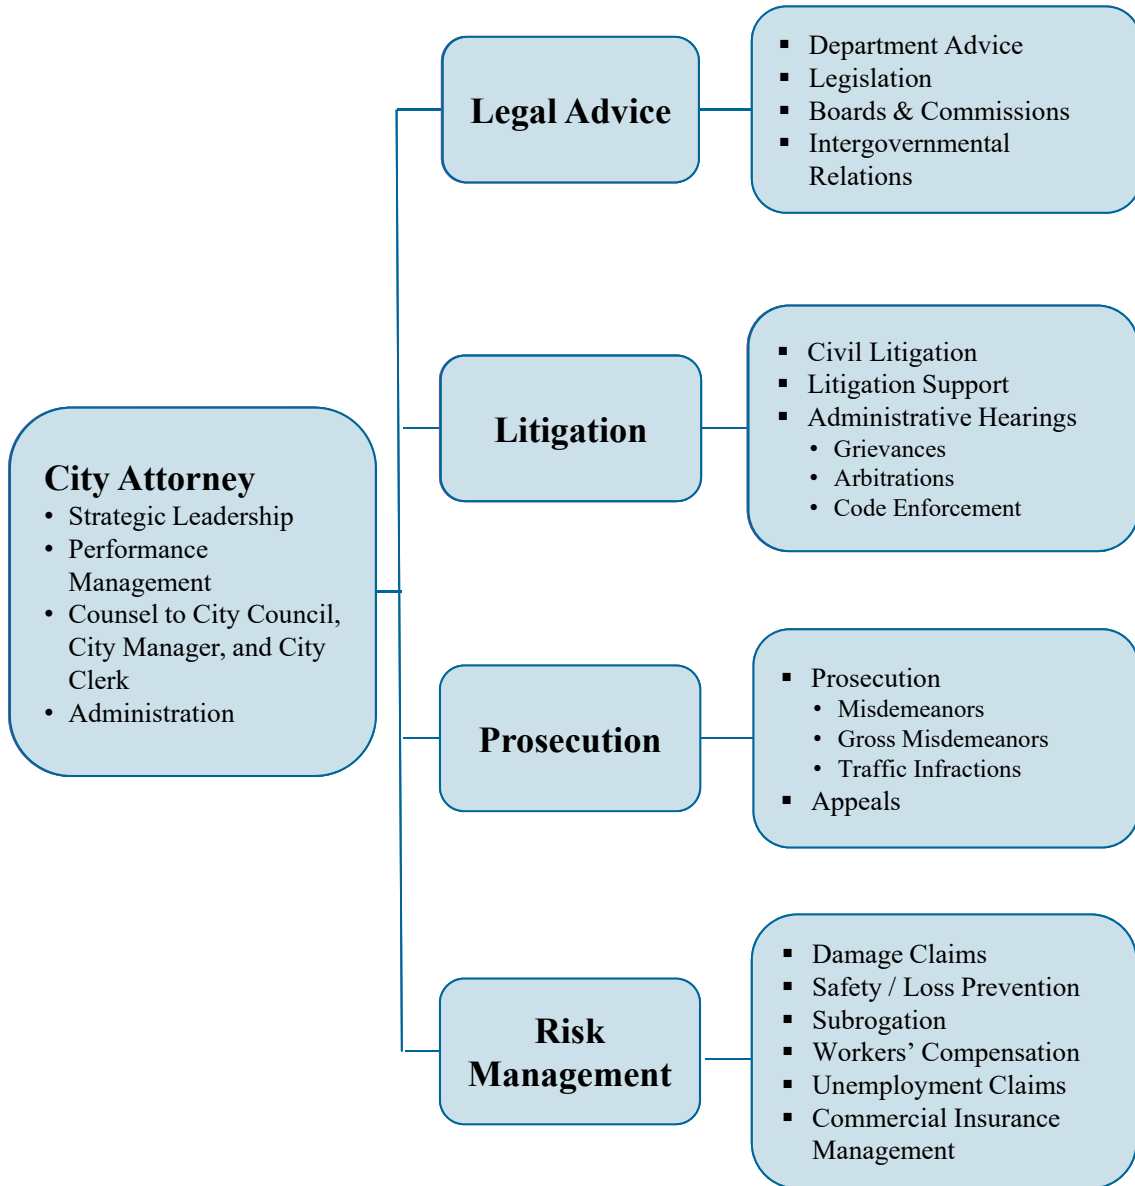 City Attorney
• Strategic Leadership
• Performance
Management
• Counsel to City Council,
City Manager, and City
Clerk
• Administration
Legal Advice
▪ Department Advice
▪ Legislation
▪ Boards & Commissions
▪ Intergovernmental
Relations
Litigation
▪ Civil Litigation
▪ Litigation Support
▪ Administrative Hearings
• Grievances
• Arbitrations
• Code Enforcement
Prosecution
▪ Prosecution
• Misdemeanors
• Gross Misdemeanors
• Traffic Infractions
▪ Appeals
Risk
Management
▪ Damage Claims
▪ Safety / Loss Prevention
▪ Subrogation
▪ Workers’ Compensation
▪ Unemployment Claims
▪ Commercial Insurance
Management